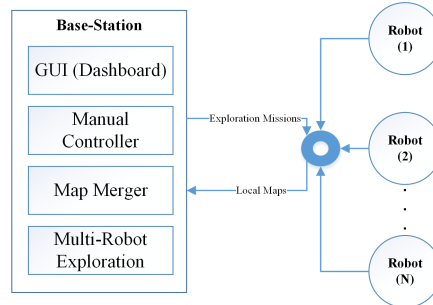 Base-Station
GUI (Dashboard)
Manual
Controller
Map Merger
Multi-Robot
Exploration
Exploration Missions
Local Maps
Robot
(1)
Robot
(2)
.
.
.
Robot
(N)